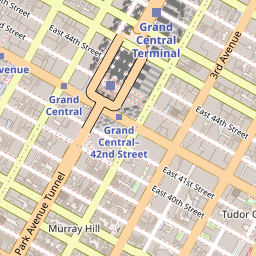 East 44th Street
Grand
Central
Terminal
3rd Avenue
venue
Grand
Central
East 44th Street
Grand
Central–
42nd Street
East 41st Street
East 40th Street
Park Avenue Tunnel
Murray Hill
Tudor C